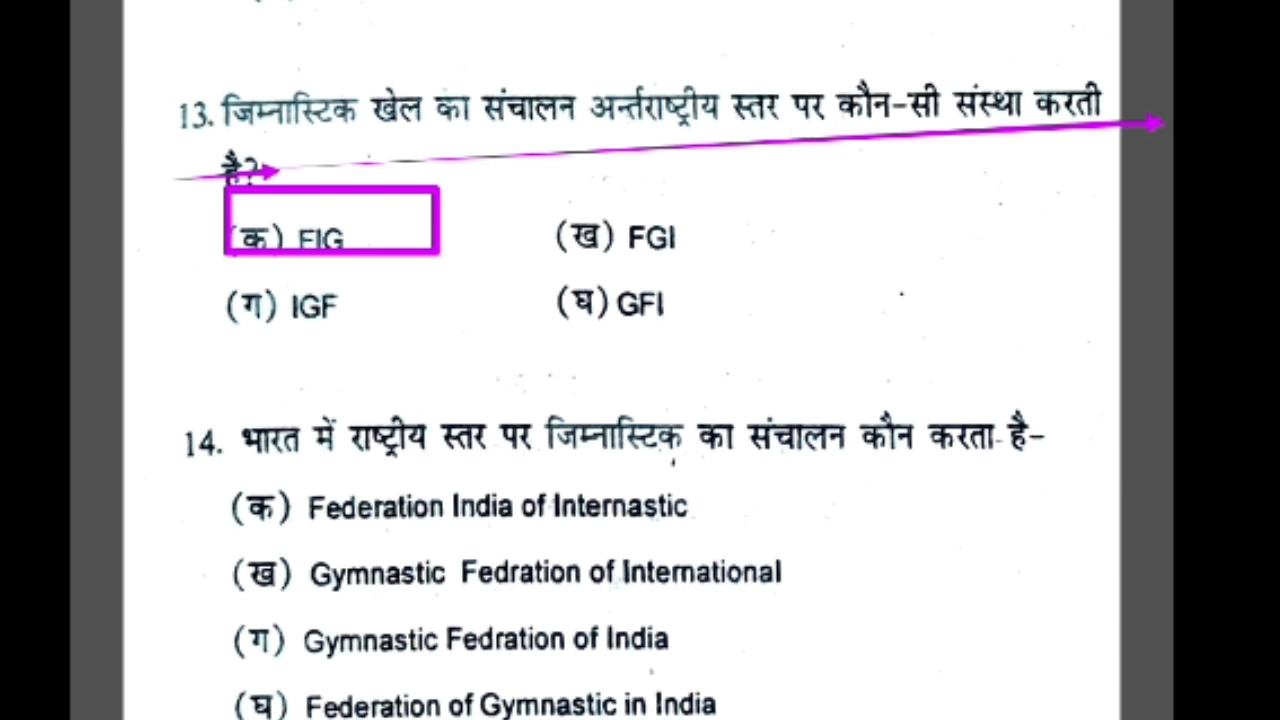 13. जिम्नास्टिक खेल का संचालन अर्न्तराष्ट्रीय स्तर पर कौन-सी संस्था करती
है?
(क) FIG (ख) FGI
(ग) IGF (घ) GFI
14. भारत में राष्ट्रीय स्तर पर जिम्नास्टिक का संचालन कौन करता है-
(क) Federation India of Internastic
(ख) Gymnastic Fedration of International
(ग) Gymnastic Fedration of India
(घ) Federation of Gymnastic in India